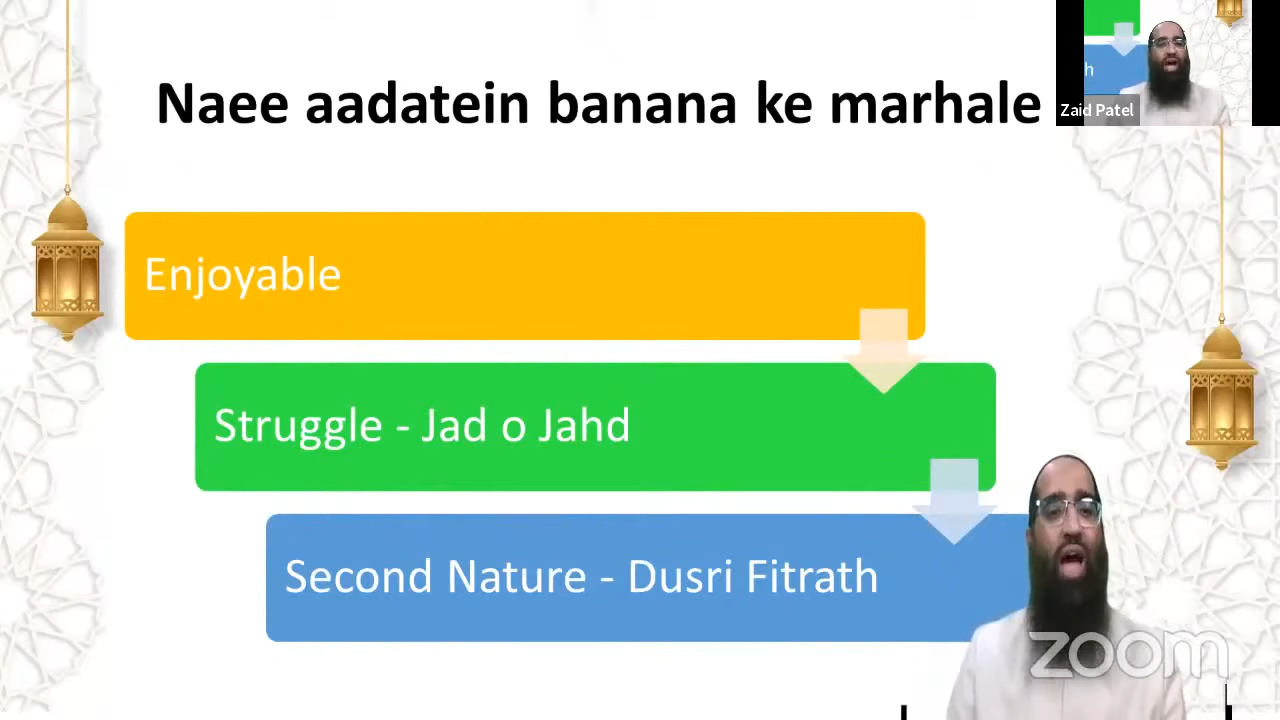 Naee aadatein banana ke marhale
h
Zaid Patel
Enjoyable
Struggle - Jad o Jahd
Second Nature - Dusri Fitrath
zoom